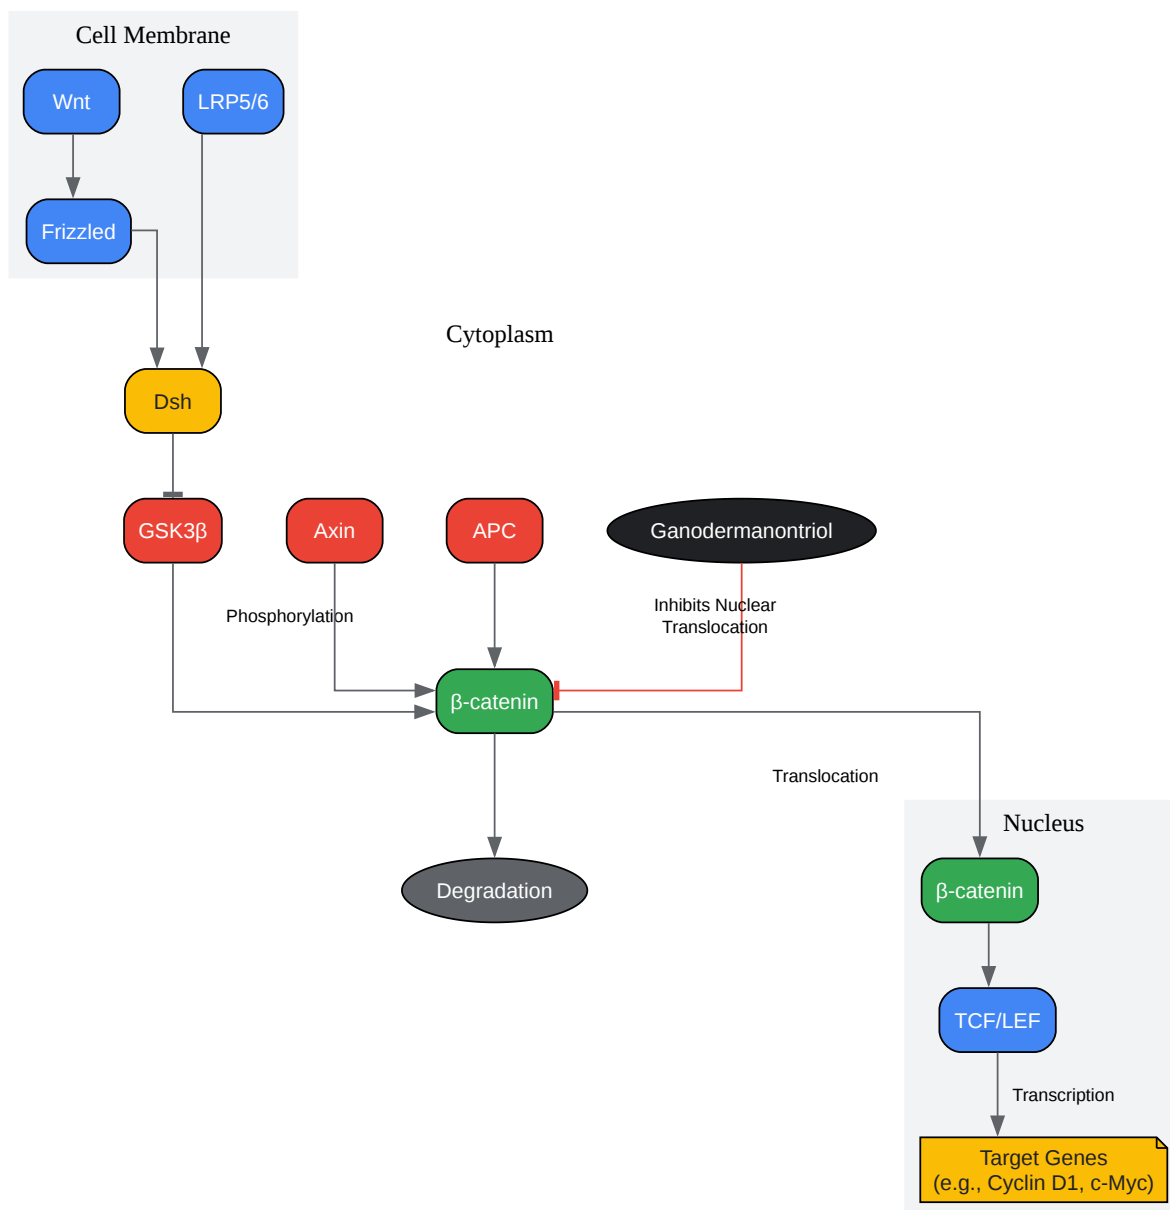 Cell Membrane
Wnt
LRP5/6
Frizzled
Cytoplasm
Dsh
GSK3β
Axin
APC
Ganodermanontriol
Phosphorylation
Inhibits Nuclear
Translocation
β-catenin
Translocation
Nucleus
Degradation
β-catenin
TCF/LEF
Transcription
Target Genes
(e.g., Cyclin D1, c-Myc)